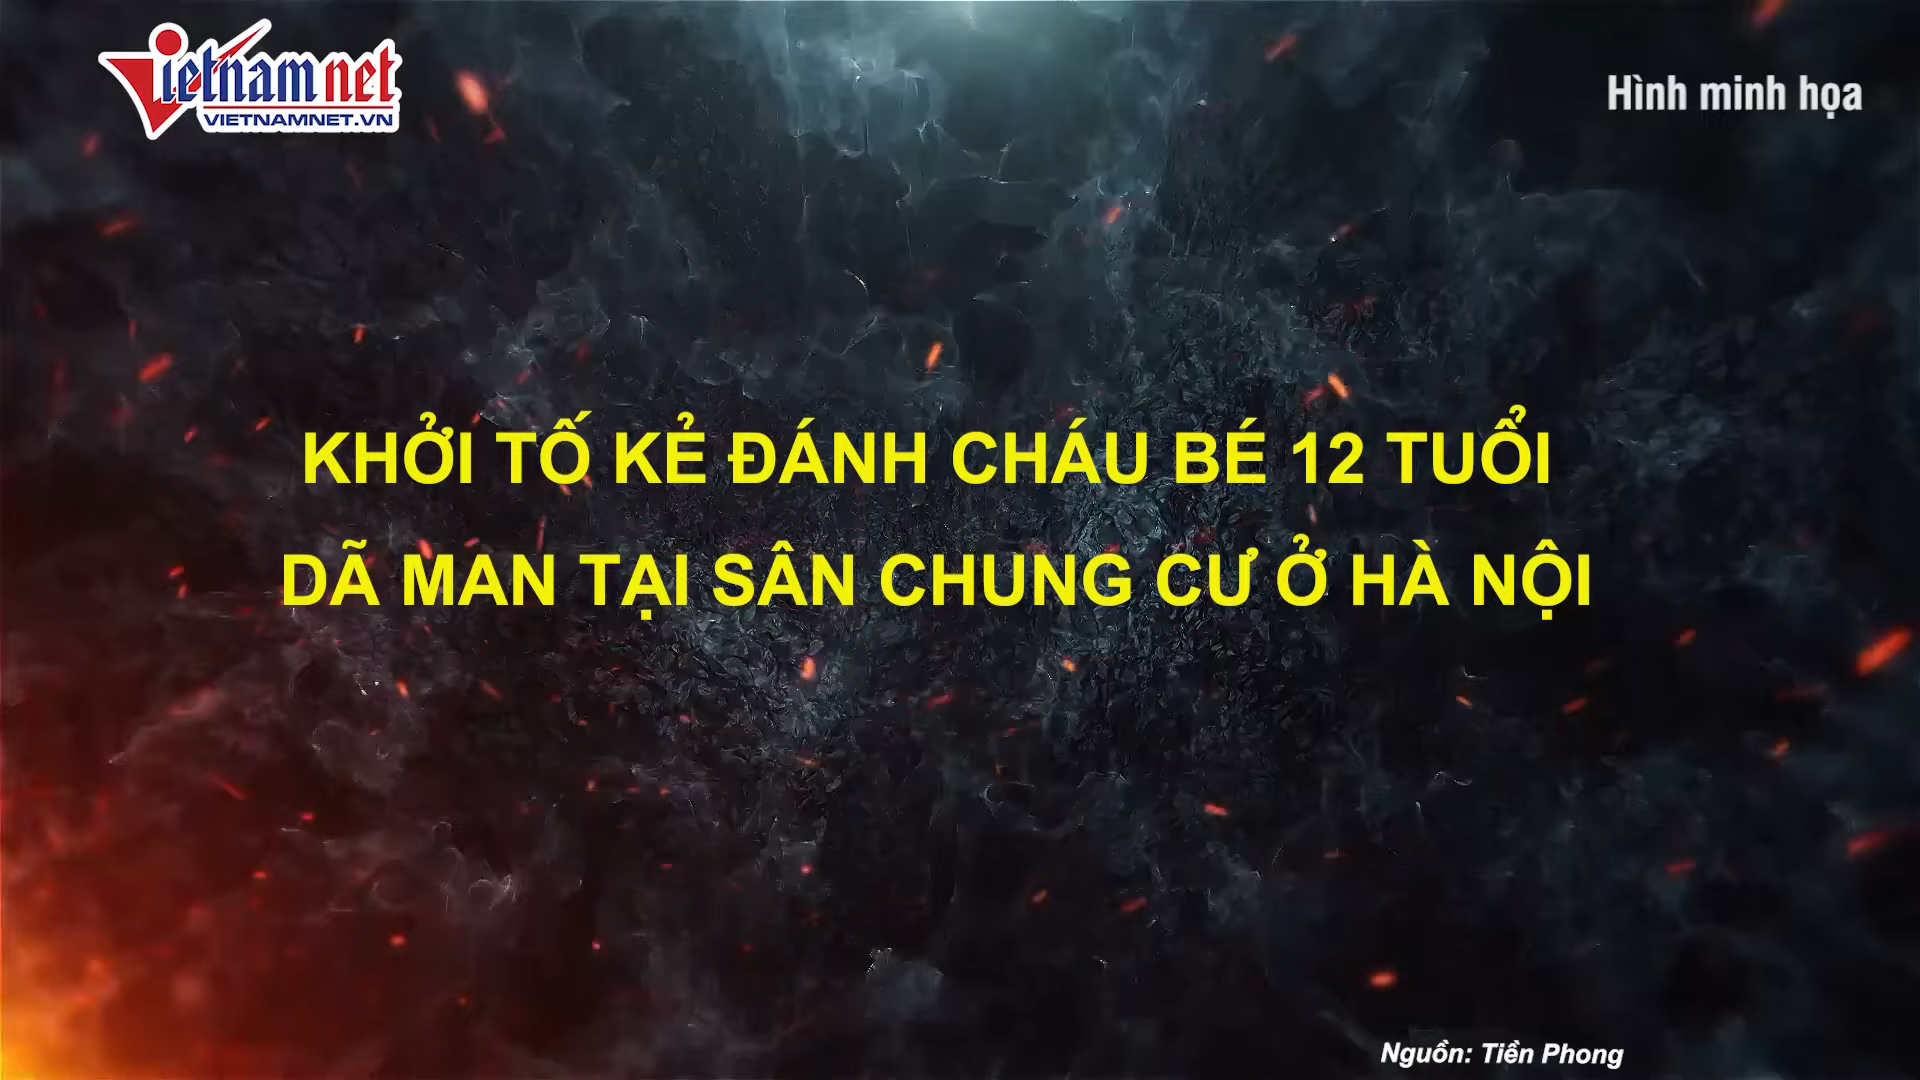 vietnamnet
VIETNAMNET.VN
Hình minh họa
KHỞI TỐ KẺ ĐÁNH CHÁU BÉ 12 TUỔI
DÃ MAN TẠI SÂN CHUNG CƯ Ở HÀ NỘI
Nguồn: Tiền Phong